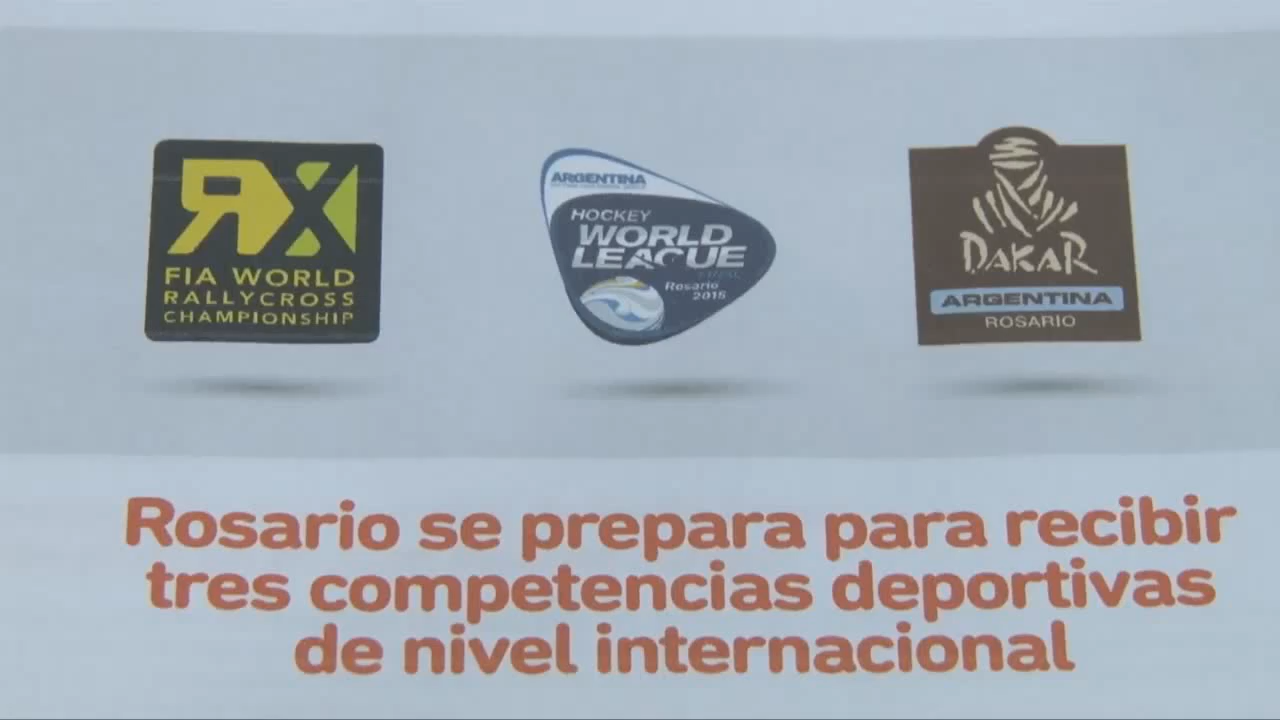 RX
FIA WORLD
RALLYCROSS
CHAMPIONSHIP
ARGENTINA
HOCKEY
WORLD
LEAGUE
FINAL
Rosario
2015
DAKAR
ARGENTINA
ROSARIO
Rosario se prepara para recibir
tres competencias deportivas
de nivel internacional